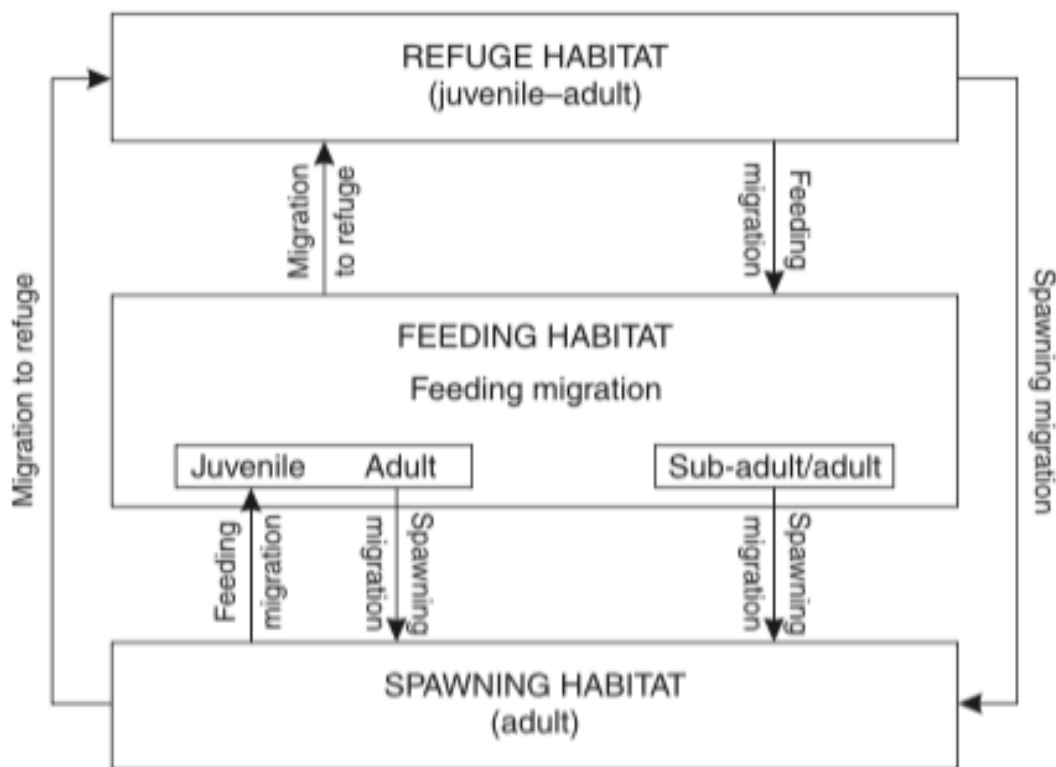 REFUGE HABITAT
(juvenile–adult)
Migration
to refuge
Feeding
migration
FEEDING HABITAT
Feeding migration
Juvenile
Adult
Sub-adult/adult
Feeding
migration
Spawning
migration
Spawning
migration
SPAWNING HABITAT
(adult)
Migration to refuge
Spawning migration